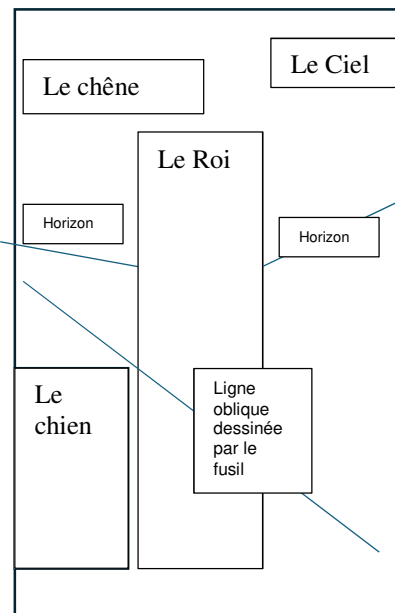 Le Ciel
Le chêne
Le Roi
Horizon
Horizon
Le
chien
Ligne
oblique
dessinée
par le
fusil